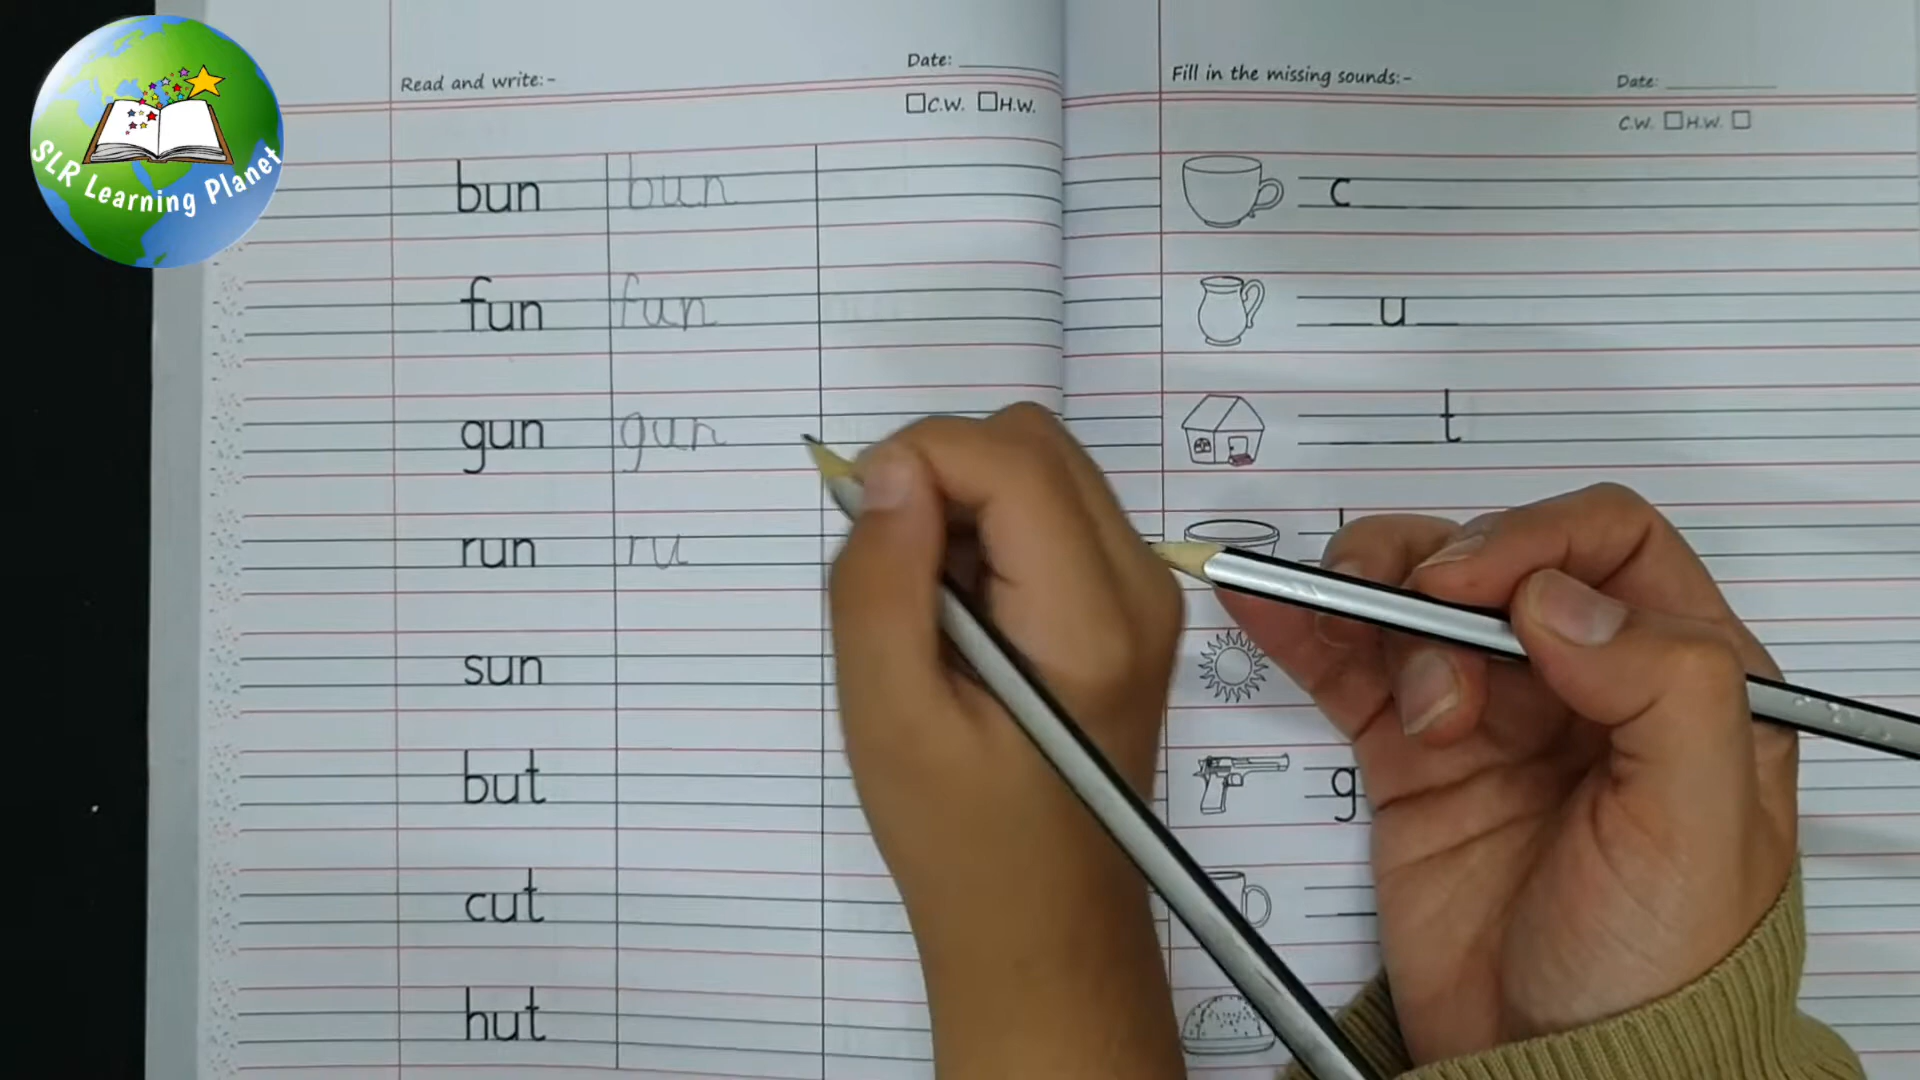 SLR Learning Planet
Read and write:-
Date:
C.W. H.W.
bun bun
fun fun
gun gun
run ru
sun
but
cut
hut
Fill in the missing sounds:-
Date:
C.W. H.W.
c
u
t
g